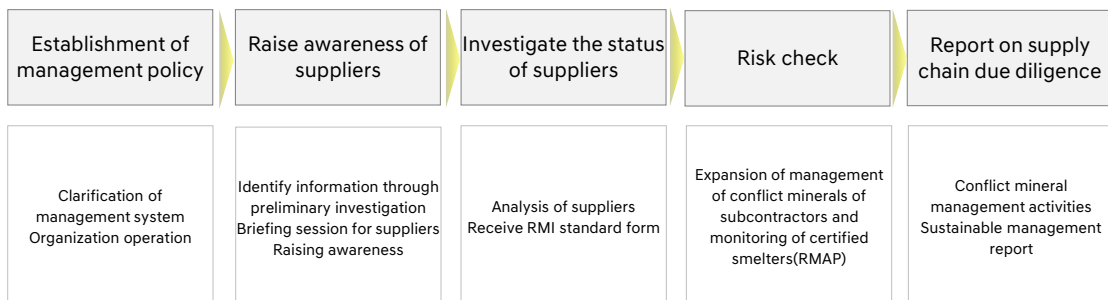 Establishment of
management policy
Raise awareness of
suppliers
Investigate the status
of suppliers
Risk check
Report on supply
chain due diligence
Clarification of
management system
Organization operation
Identify information through
preliminary investigation
Briefing session for suppliers
Raising awareness
Analysis of suppliers
Receive RMI standard form
Expansion of management
of conflict minerals of
subcontractors and
monitoring of certified
smelters(RMAP)
Conflict mineral
management activities
Sustainable management
report